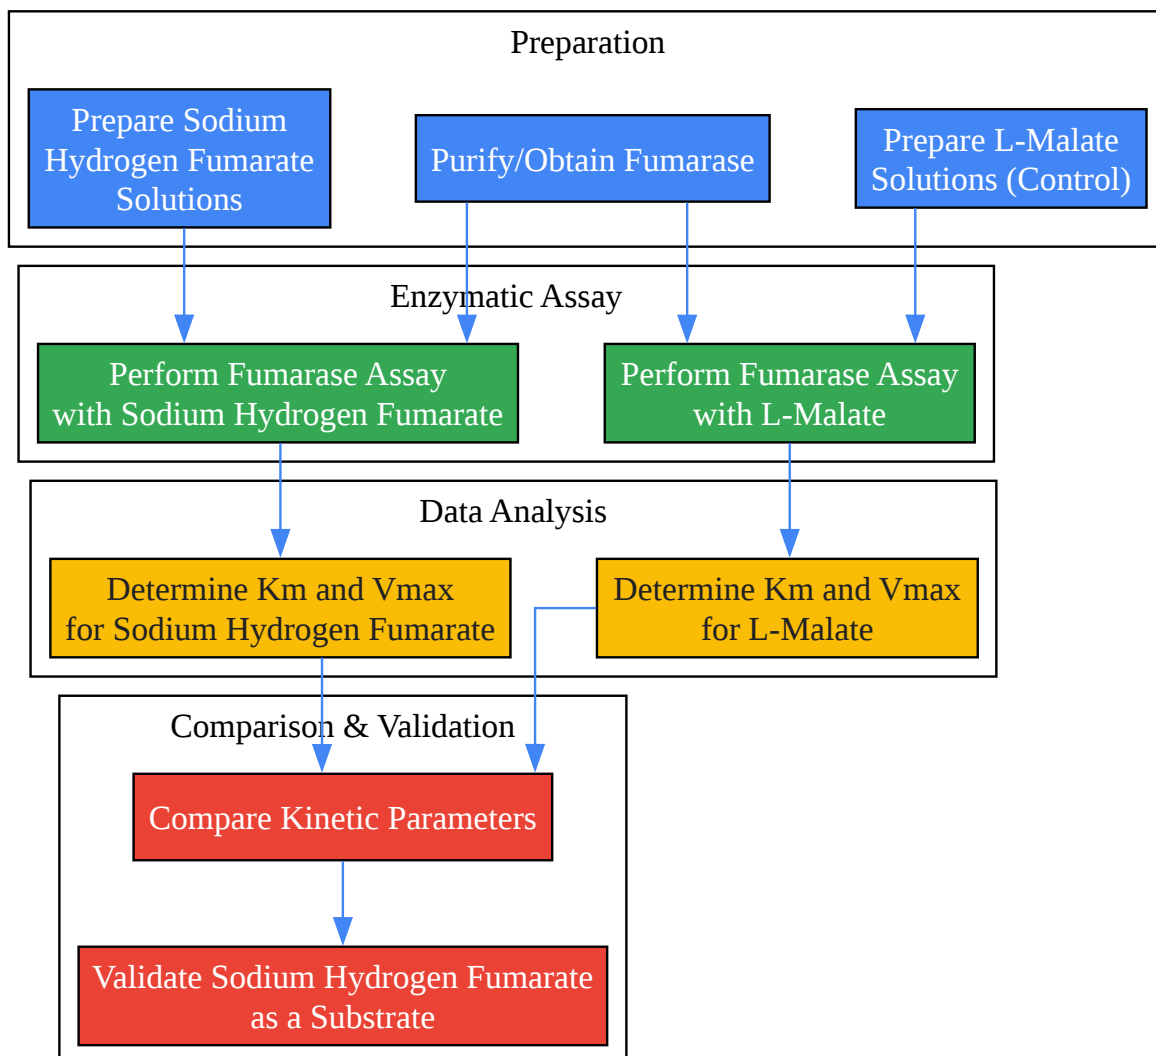 Preparation
Prepare Sodium
Hydrogen Fumarate
Solutions
Purify/Obtain Fumarase
Prepare L-Malate
Solutions (Control)
Enzymatic Assay
Perform Fumarase Assay
with Sodium Hydrogen Fumarate
Perform Fumarase Assay
with L-Malate
Data Analysis
Determine Km and Vmax
for Sodium Hydrogen Fumarate
Determine Km and Vmax
for L-Malate
Comparison & Validation
Compare Kinetic Parameters
Validate Sodium Hydrogen Fumarate
as a Substrate